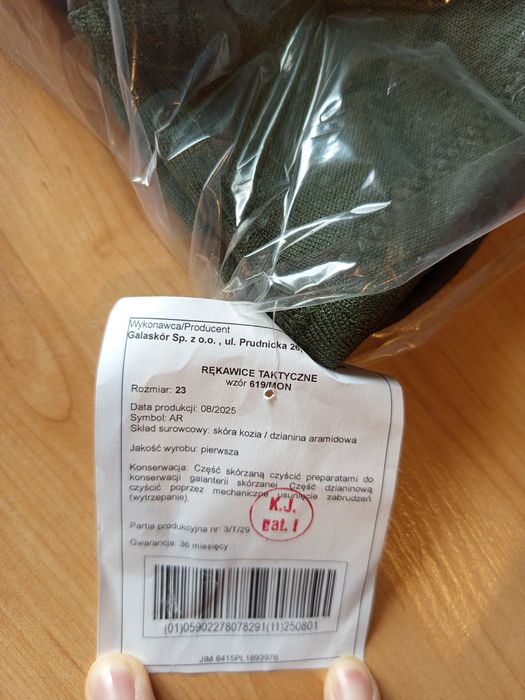 Wykonawca/Producent
Galaskór Sp. z o.o. , ul. Prudnicka 26,
RĘKAWICE TAKTYCZNE
wzór 619/MON
Rozmiar: 23
Data produkcji: 08/2025
Symbol: AR
Skład surowcowy: skóra kozia / dzianina aramidowa
Jakość wyrobu: pierwsza
Konserwacja: Część skórzaną czyścić preparatami do
konserwacji galanterii skórzanej. Część dzianinową
czyścić poprzez mechaniczne usunięcie zabrudzeń
(wytrzepanie).
K.J.
gat. I
Partia produkcyjna nr: 3/T/29
Gwarancja: 36 miesięcy
(01)05902278078291(11)250801
JIM 8415PL1893976